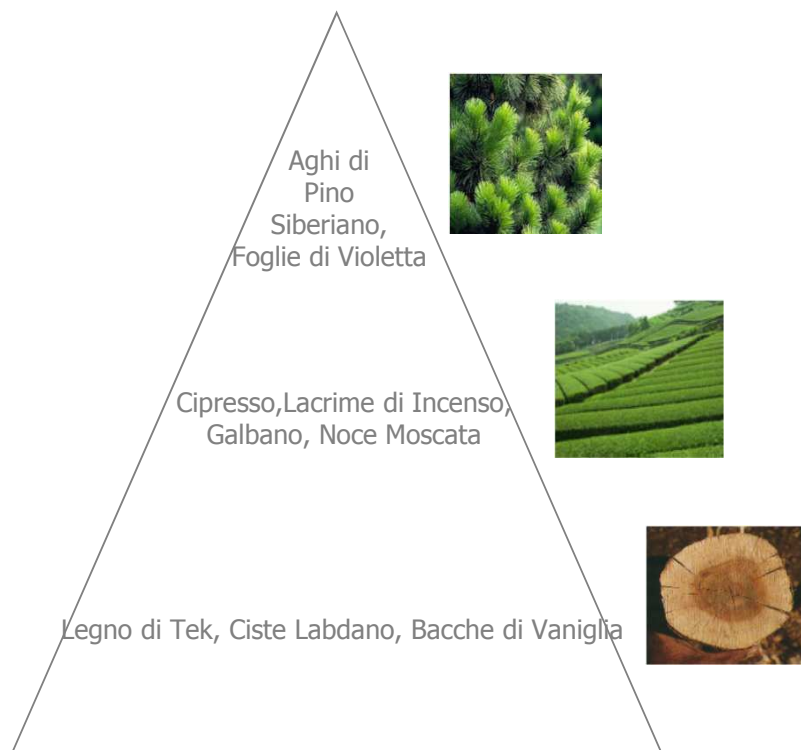 Aghi di
Pino
Siberiano,
Foglie di Violetta
Cipresso,Lacrime di Incenso,
Galbano, Noce Moscata
Legno di Tek, Ciste Labdano, Bacche di Vaniglia